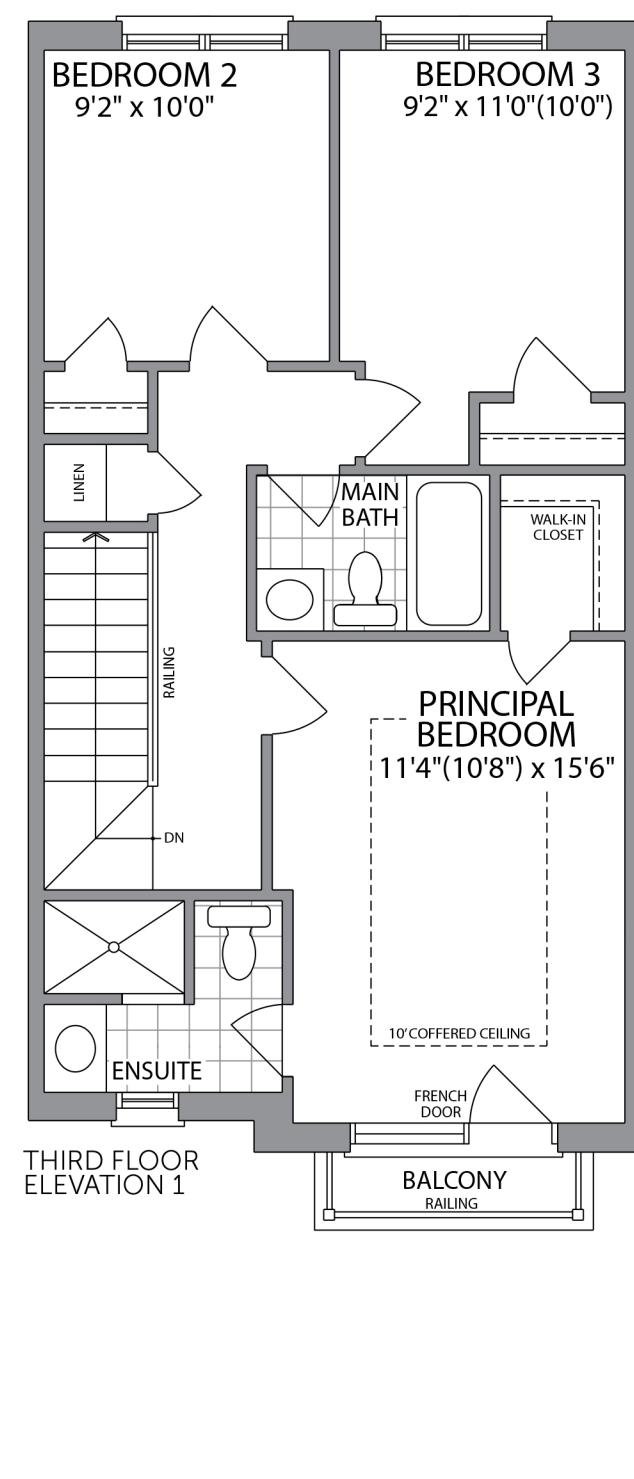 BEDROOM 2
9'2" x 10'0"
BEDROOM 3
9'2" x 11'0"(10'0")
LINEN
MAIN
BATH
WALK-IN
CLOSET
RAILING
PRINCIPAL
BEDROOM
11'4"(10'8") x 15'6"
DN
10' COFFERED CEILING
ENSUITE
FRENCH
DOOR
THIRD FLOOR
ELEVATION 1
BALCONY
RAILING